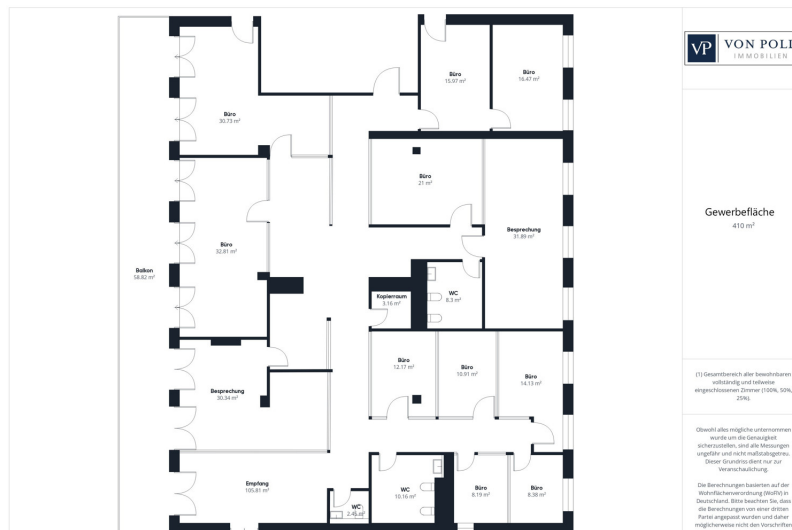 Büro
15.97 m²
Büro
16.47 m²
Büro
30.73 m²
Büro
21 m²
Besprechung
31.89 m²
Büro
32.81 m²
Balkon
58.82 m²
WC
8.3 m²
Kopierraum
3.16 m²
Büro
12.17 m²
Büro
10.91 m²
Büro
14.13 m²
Besprechung
30.34 m²
Empfang
105.81 m²
WC
10.16 m²
Büro
8.19 m²
Büro
8.38 m²
WC
2.45 m²
VP
VON POLL
IMMOBILIEN
Gewerbefläche
410 m²
(1) Gesamtbereich aller bewohnbaren
vollständig und teilweise
eingeschlossenen Zimmer (100%, 50%,
25%).
Obwohl alles mögliche unternommen
wurde um die Genauigkeit
sicherzustellen, sind alle Messungen
ungefähr und nicht maßstabsgetreu.
Dieser Grundriss dient nur zur
Veranschaulichung.
Die Berechnungen basierten auf der
Wohnflächenverordnung (WoFlV) in
Deutschland. Bitte beachten Sie, dass
die Berechnungen von einer dritten
Partei angepasst wurden und daher
möglicherweise nicht den Vorschriften